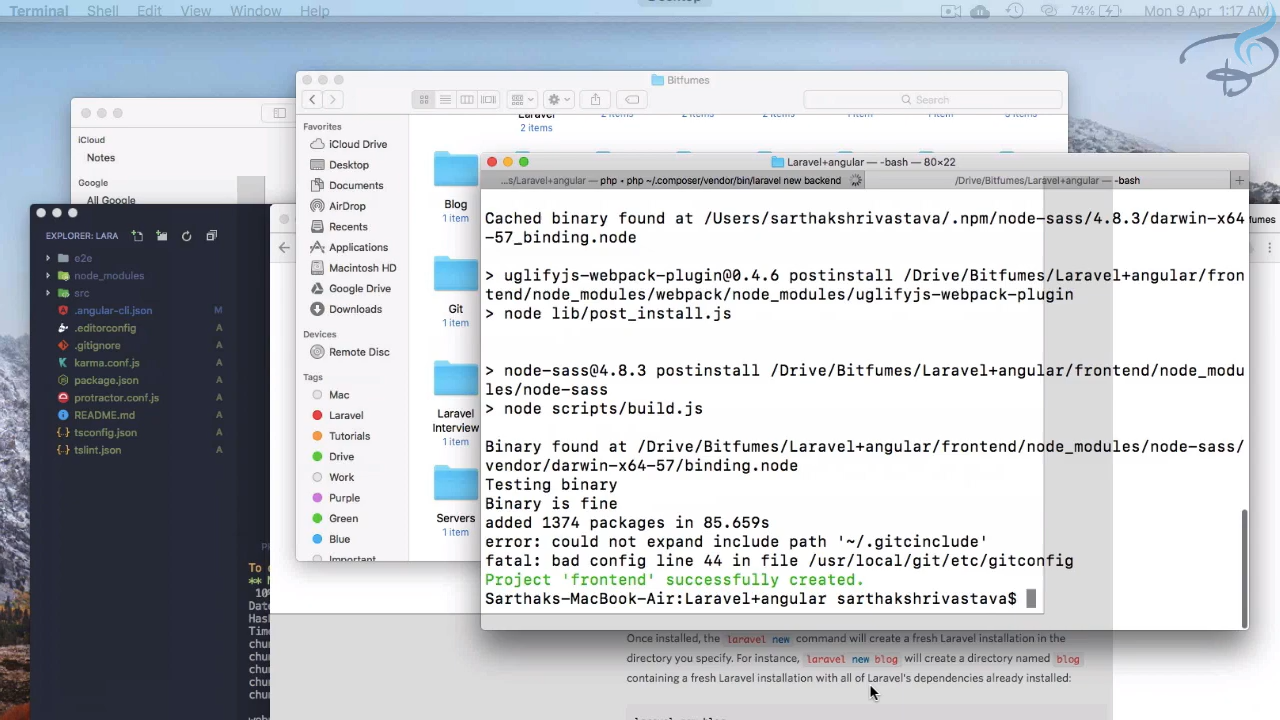 Terminal Shell Edit View Window Help
74% Mon 9 Apr 1:17 AM
Bitfumes
Search
iCloud
Notes
Google
All Google
Favorites
iCloud Drive
Desktop
Documents
AirDrop
Recents
Applications
Macintosh HD
Google Drive
Downloads
Devices
Remote Disc
Tags
Mac
Laravel
Tutorials
Drive
Work
Purple
Green
Blue
Important
Laravel
2 items
Blog
1 item
Git
1 item
Laravel
Interview
1 item
Servers
1 item
EXPLORER: LARA
e2e
node_modules
src
.angular-cli.json M
.editorconfig A
.gitignore A
karma.conf.js A
package.json A
protractor.conf.js A
README.md A
tsconfig.json A
tslint.json A
Laravel+angular — -bash — 80×22
...s/Laravel+angular — php • php ~/.composer/vendor/bin/laravel new backend
/Drive/Bitfumes/Laravel+angular — -bash
Cached binary found at /Users/sarthakshrivastava/.npm/node-sass/4.8.3/darwin-x64
-57_binding.node
> uglifyjs-webpack-plugin@0.4.6 postinstall /Drive/Bitfumes/Laravel+angular/fron
tend/node_modules/webpack/node_modules/uglifyjs-webpack-plugin
> node lib/post_install.js
> node-sass@4.8.3 postinstall /Drive/Bitfumes/Laravel+angular/frontend/node_modu
les/node-sass
> node scripts/build.js
Binary found at /Drive/Bitfumes/Laravel+angular/frontend/node_modules/node-sass/
vendor/darwin-x64-57/binding.node
Testing binary
Binary is fine
added 1374 packages in 85.659s
error: could not expand include path '~/.gitcinclude'
fatal: bad config line 44 in file /usr/local/git/etc/gitconfig
Project 'frontend' successfully created.
Sarthaks-MacBook-Air:Laravel+angular sarthakshrivastava$
Once installed, the laravel new command will create a fresh Laravel installation in the
directory you specify. For instance, laravel new blog will create a directory named blog
containing a fresh Laravel installation with all of Laravel's dependencies already installed: